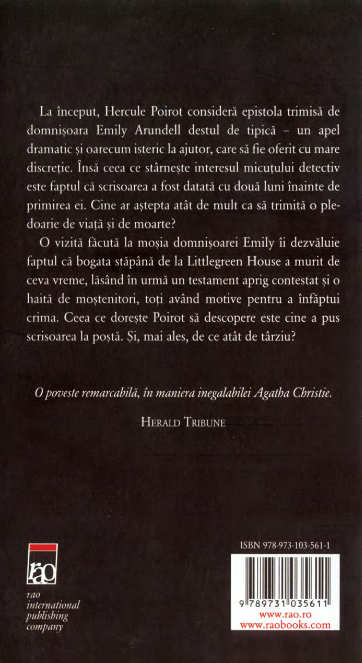 La început, Hercule Poirot consideră epistola trimisă de
domnișoara Emily Arundell destul de tipică – un apel
dramatic și oarecum isteric la ajutor, care să fie oferit cu mare
discreție. Însă ceea ce stârnește interesul micuțului detectiv
este faptul că scrisoarea a fost datată cu două luni înainte de
primirea ei. Cine ar aștepta atât de mult ca să trimită o ple-
doarie de viață și de moarte?
O vizită făcută la moșia domnișoarei Emily îi dezvăluie
faptul că bogata stăpână de la Littlegreen House a murit de
ceva vreme, lăsând în urmă un testament aprig contestat și o
haită de moștenitori, toți având motive pentru a înfăptui
crima. Ceea ce dorește Poirot să descopere este cine a pus
scrisoarea la poștă. Și, mai ales, de ce atât de târziu?
O poveste remarcabilă, în maniera inegalabilei Agatha Christie.
HERALD TRIBUNE
ISBN 978-973-103-561-1
9 789731 035611
www.rao.ro
www.raobooks.com
rao
rao
international
publishing
company